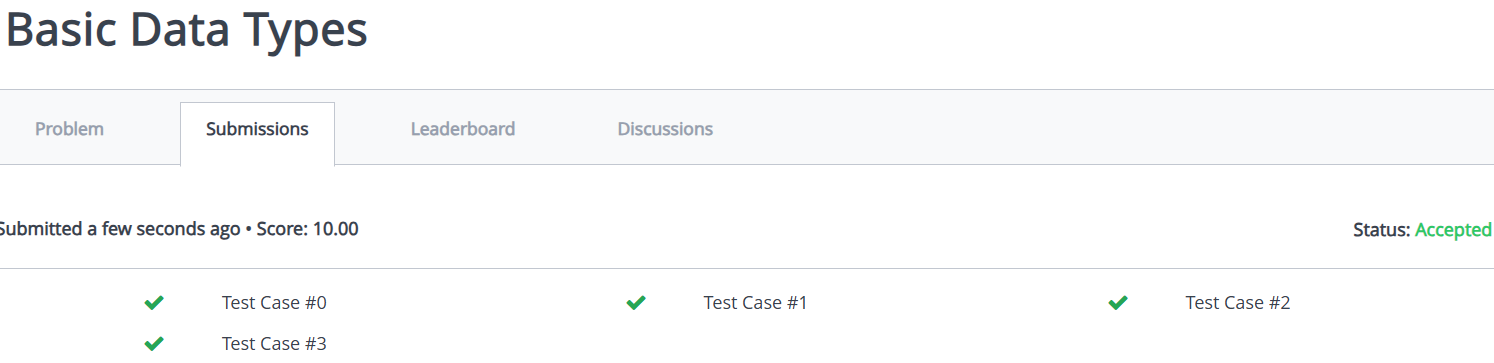 Basic Data Types
Problem Submissions Leaderboard Discussions
Submitted a few seconds ago • Score: 10.00 Status: Accepted
Test Case #0 Test Case #1 Test Case #2
Test Case #3